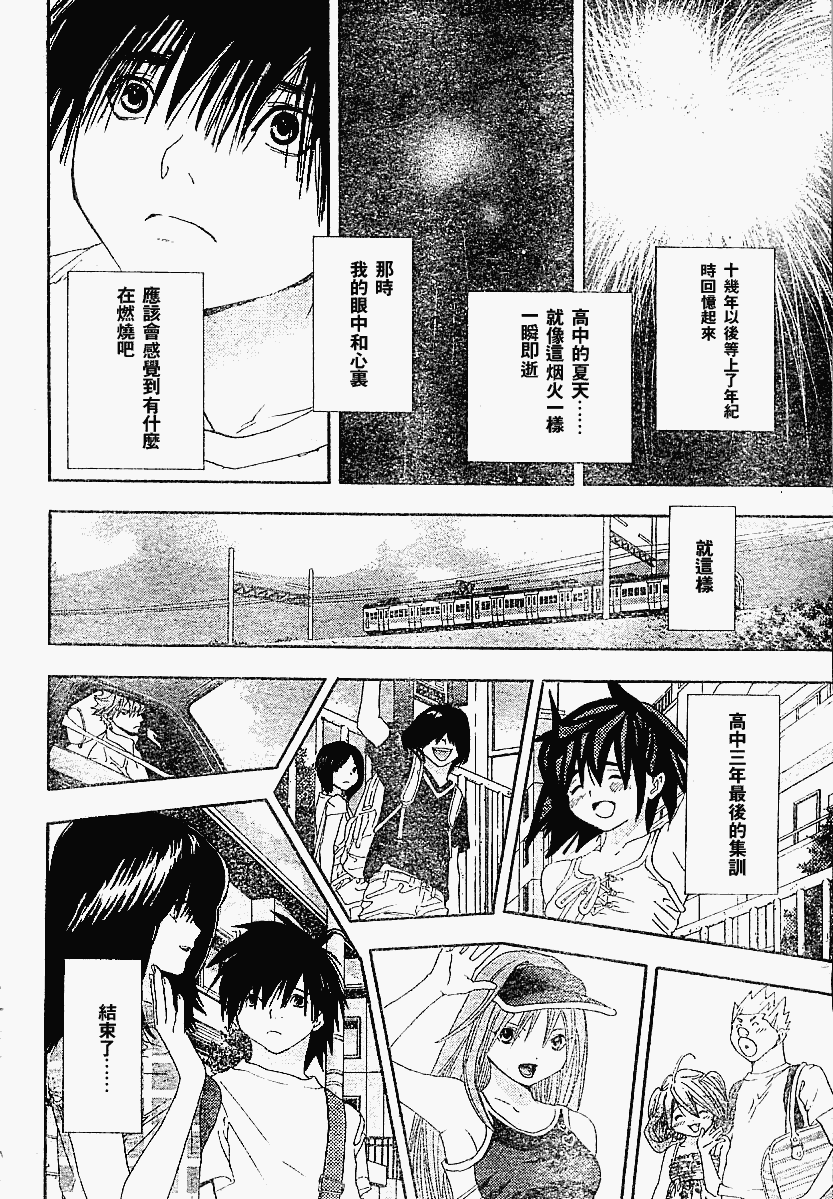 十幾年以後等上了年紀
時回憶起來
高中的夏天……
就像這烟火一樣
一瞬即逝
那時
我的眼中和心裏
應該會感覺到有什麼
在燃燒吧
就這樣
高中三年最後的集訓
結束了……